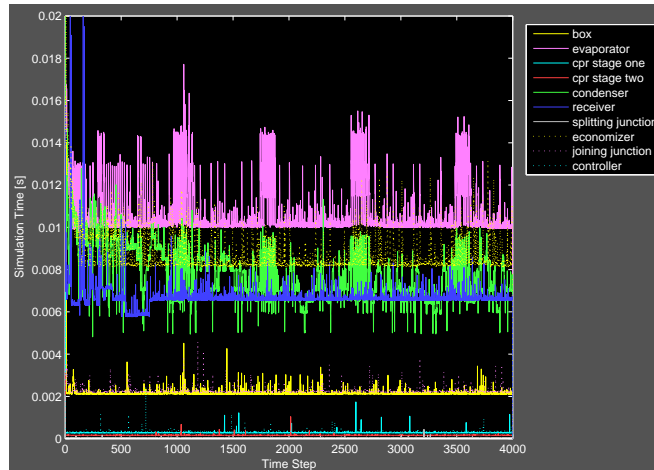 0.02
0.018
0.016
0.014
0.012
0.01
0.008
0.006
0.004
0.002
0
Simulation Time [s]
0 500 1000 1500 2000 2500 3000 3500 4000
Time Step
box
evaporator
cpr stage one
cpr stage two
condenser
receiver
splitting junction
economizer
joining junction
controller